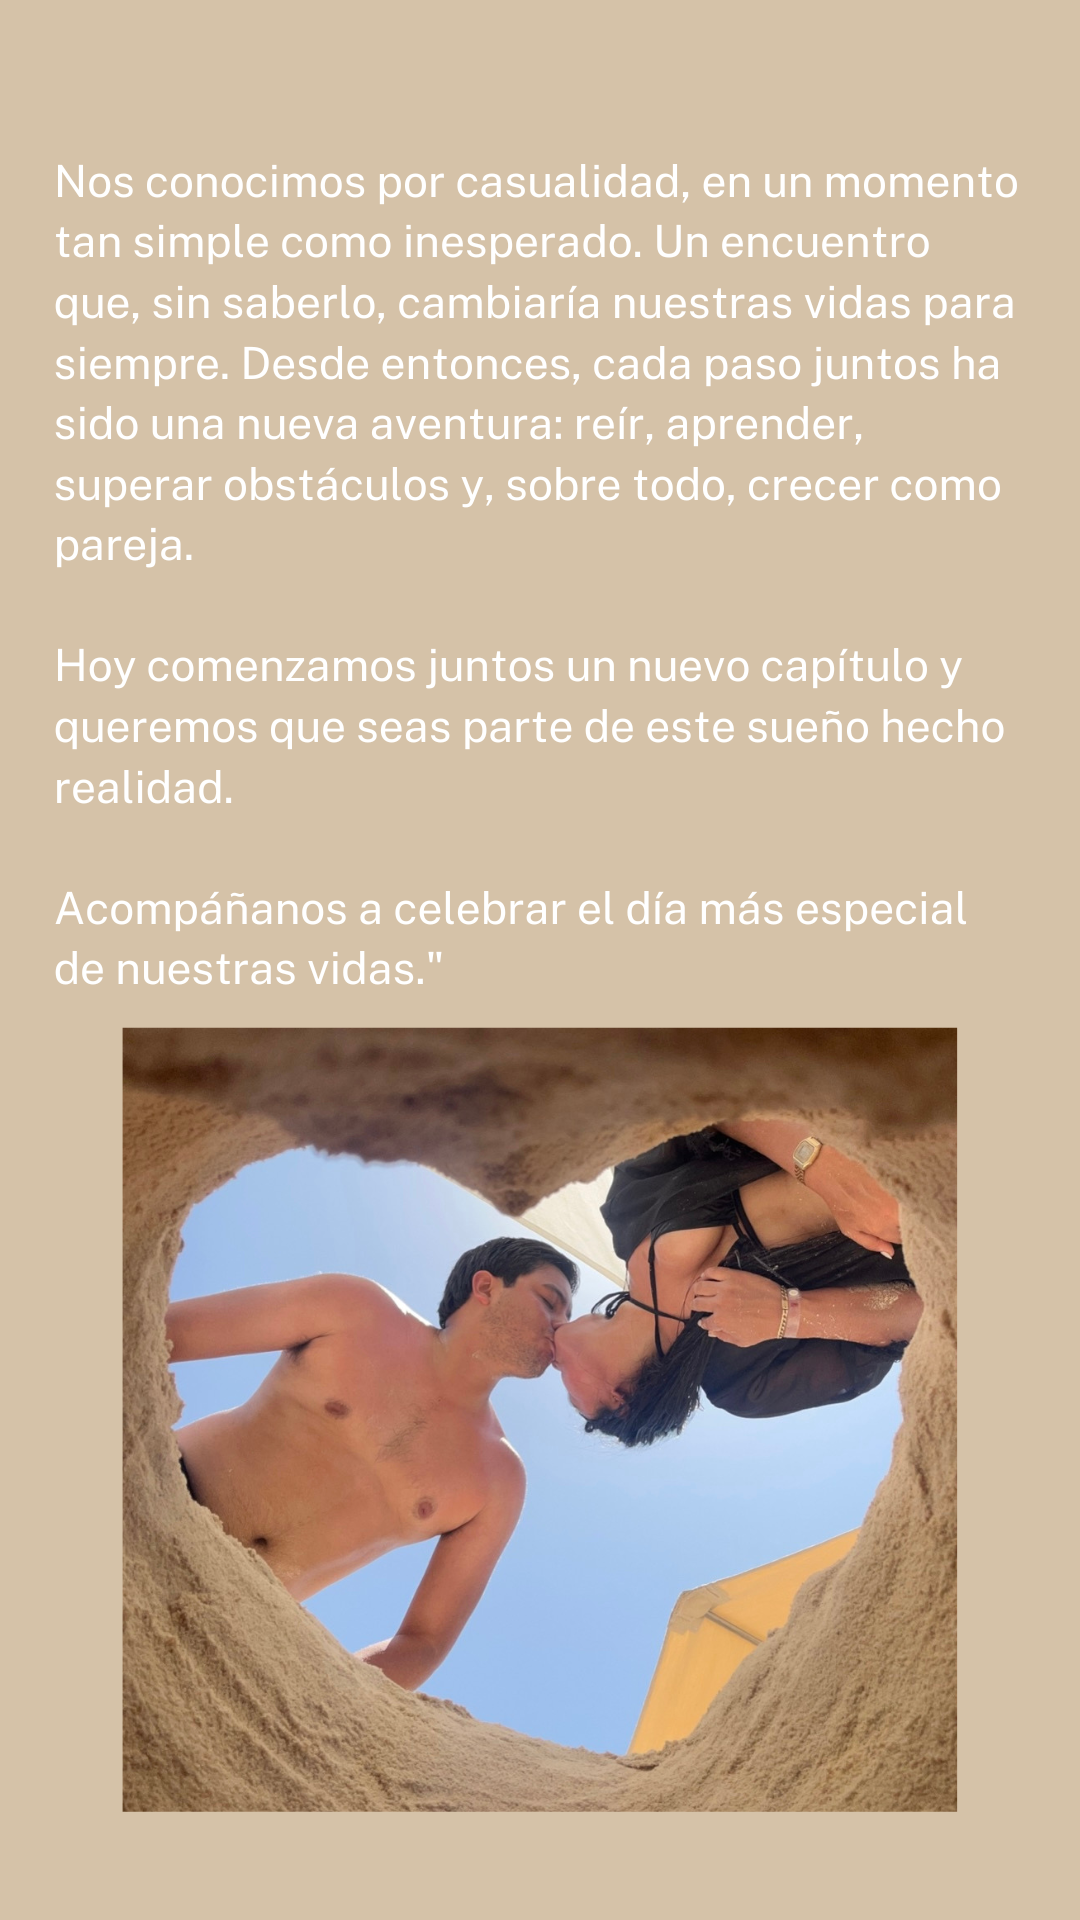 Nos conocimos por casualidad, en un momento
tan simple como inesperado. Un encuentro
que, sin saberlo, cambiaría nuestras vidas para
siempre. Desde entonces, cada paso juntos ha
sido una nueva aventura: reír, aprender,
superar obstáculos y, sobre todo, crecer como
pareja.
Hoy comenzamos juntos un nuevo capítulo y
queremos que seas parte de este sueño hecho
realidad.
Acompáñanos a celebrar el día más especial
de nuestras vidas."